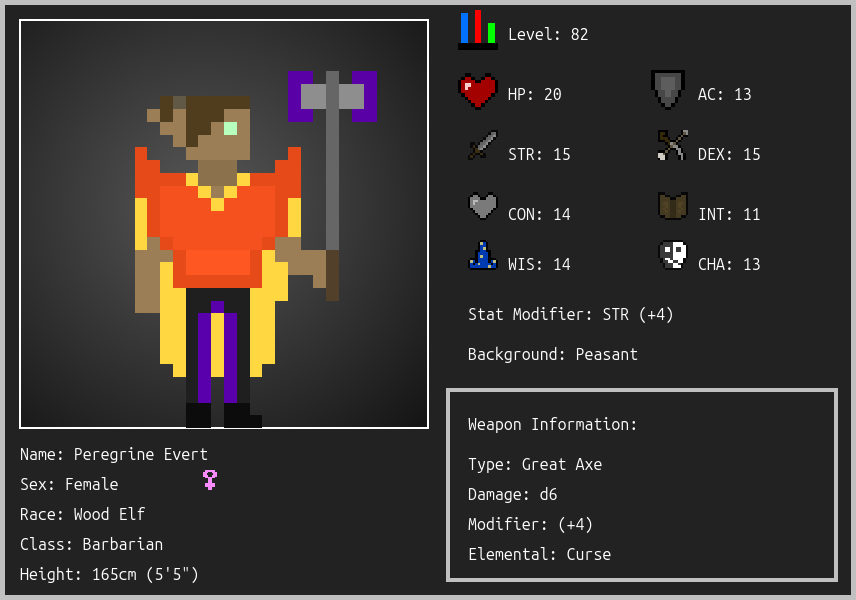 Level: 82
HP: 20
AC: 13
STR: 15
DEX: 15
CON: 14
INT: 11
WIS: 14
CHA: 13
Stat Modifier: STR (+4)
Background: Peasant
Weapon Information:
Type: Great Axe
Damage: d6
Modifier: (+4)
Elemental: Curse
Name: Peregrine Evert
Sex: Female
Race: Wood Elf
Class: Barbarian
Height: 165cm (5'5")